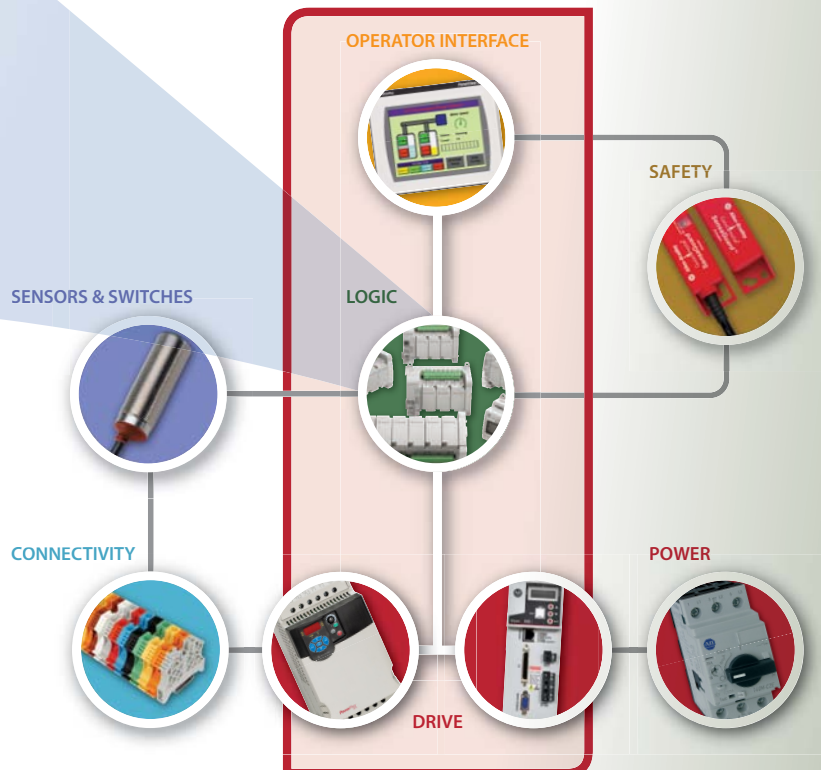 OPERATOR INTERFACE
SAFETY
SENSORS & SWITCHES
LOGIC
CONNECTIVITY
POWER
DRIVE